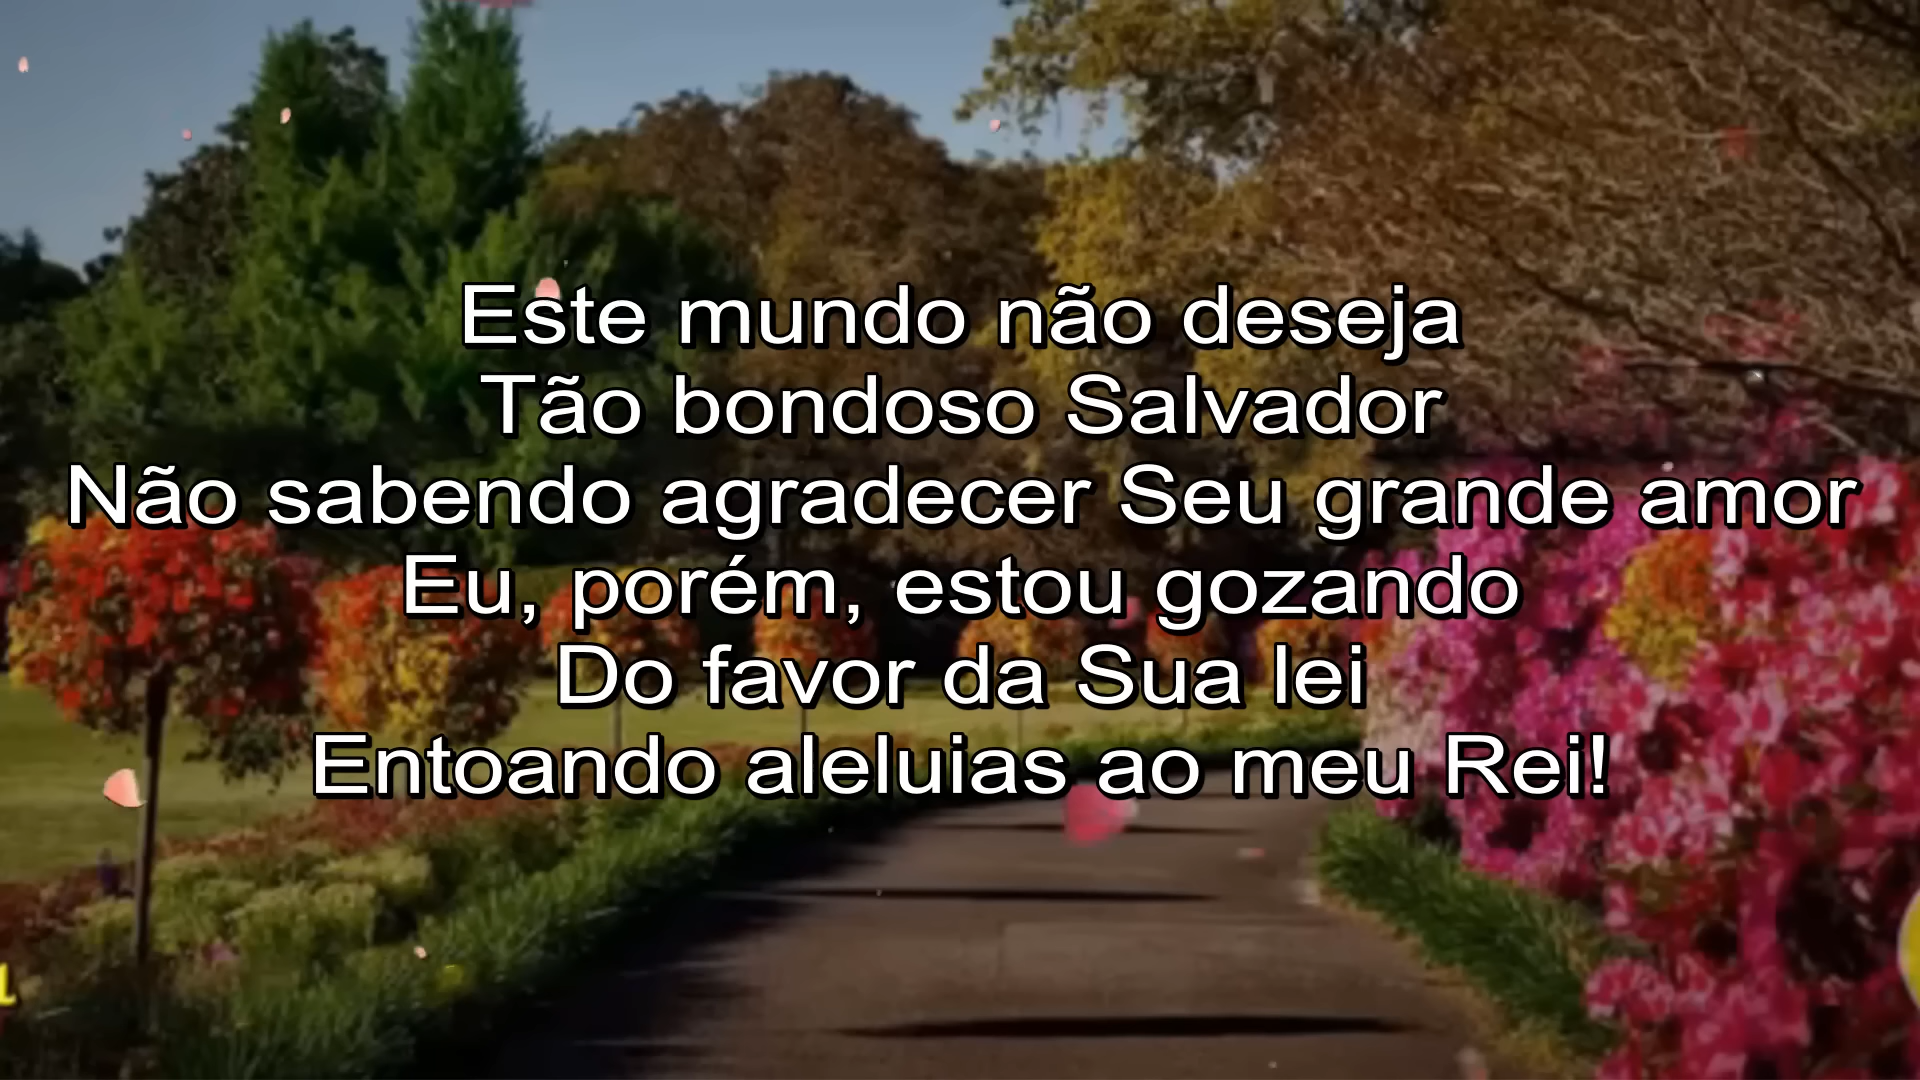 Este mundo não deseja
Tão bondoso Salvador
Não sabendo agradecer Seu grande amor
Eu, porém, estou gozando
Do favor da Sua lei
Entoando aleluias ao meu Rei!